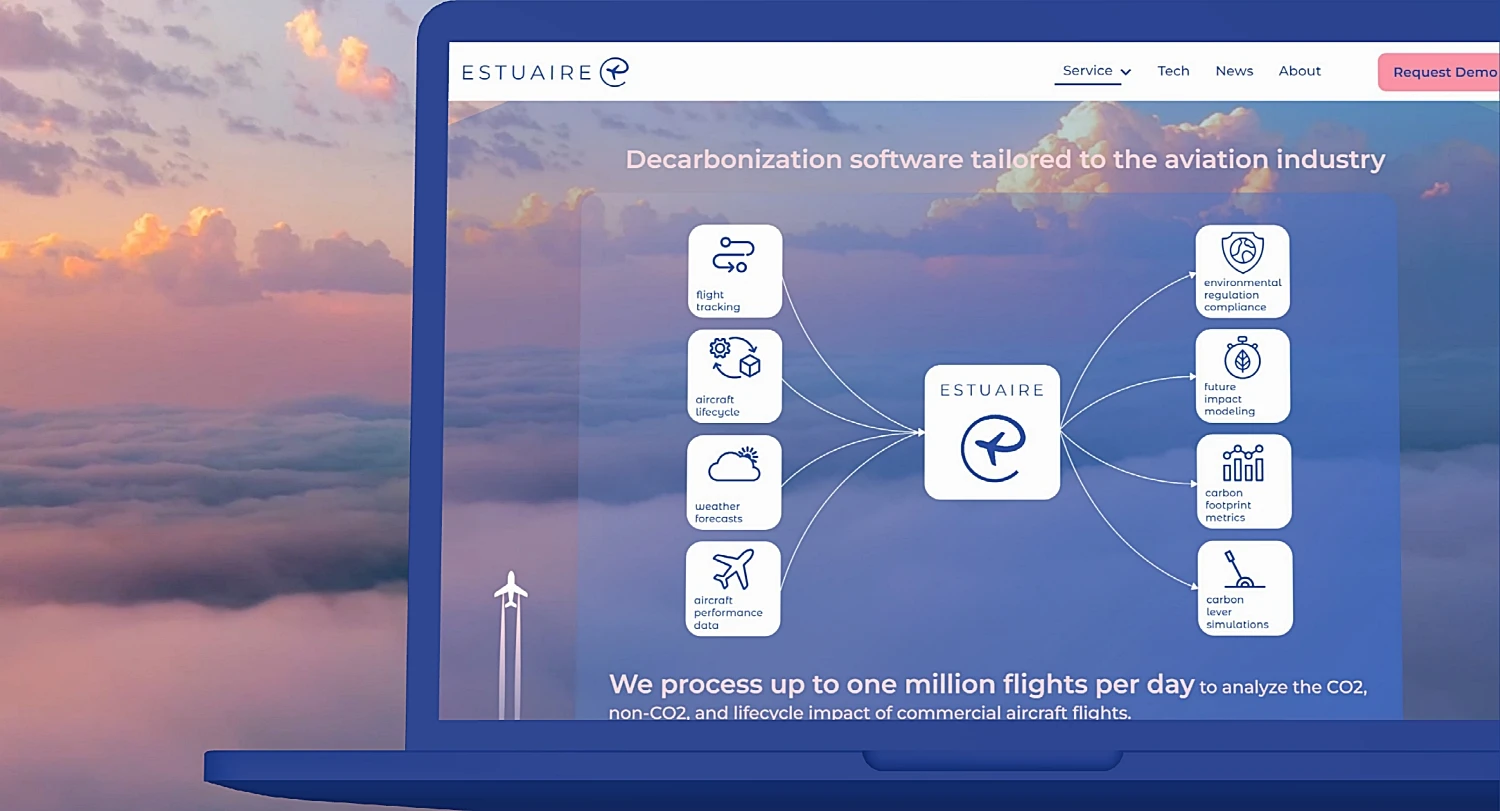 ESTUAIRE
Service
Tech
News
About
Request Demo
Decarbonization software tailored to the aviation industry
flight
tracking
aircraft
lifecycle
weather
forecasts
aircraft
performance
data
ESTUAIRE
environmental
regulation
compliance
future
impact
modeling
carbon
footprint
metrics
carbon
lever
simulations
We process up to one million flights per day to analyze the CO2,
non-CO2, and lifecycle impact of commercial aircraft flights.